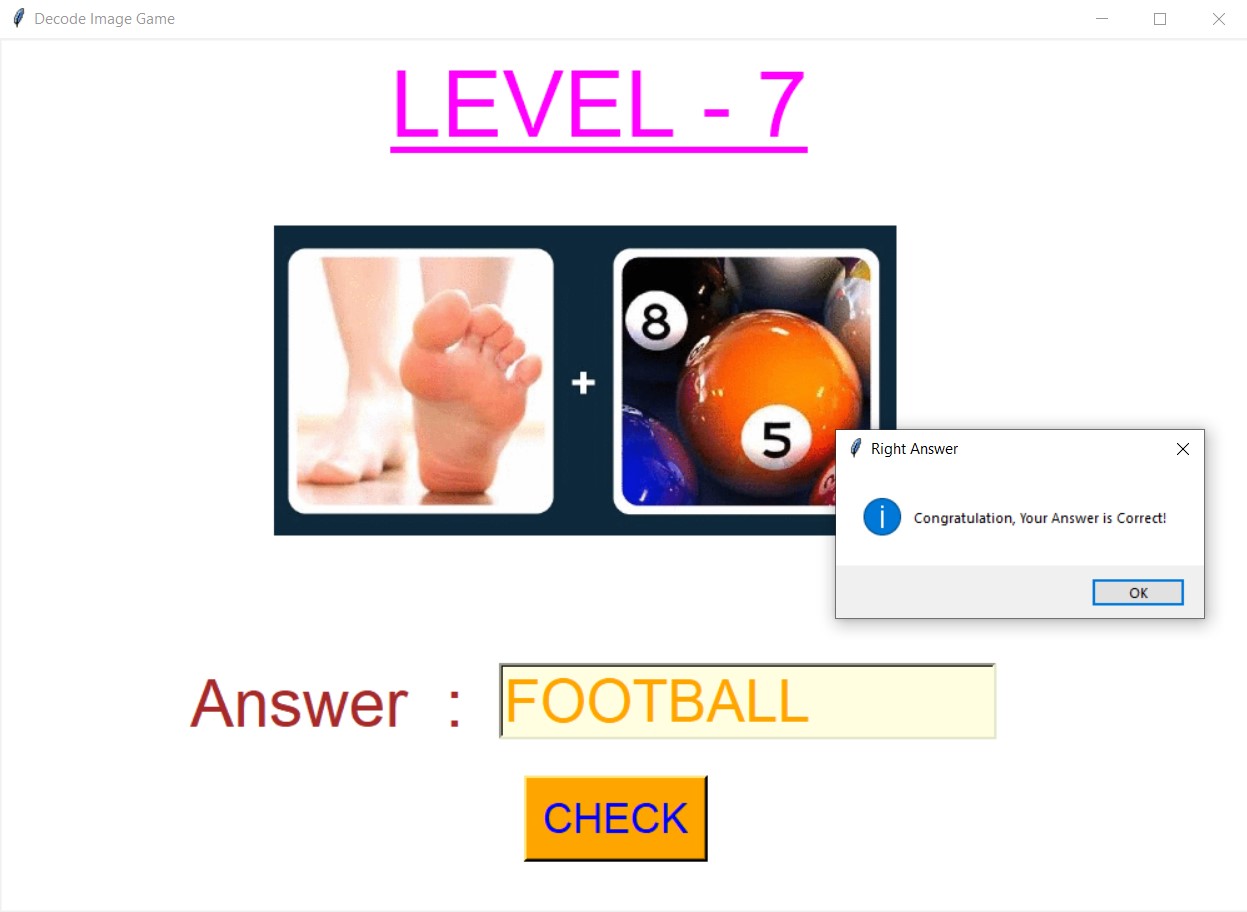 Decode Image Game
LEVEL - 7
8
+
5
Right Answer
Congratulation, Your Answer is Correct!
OK
Answer :
FOOTBALL
CHECK